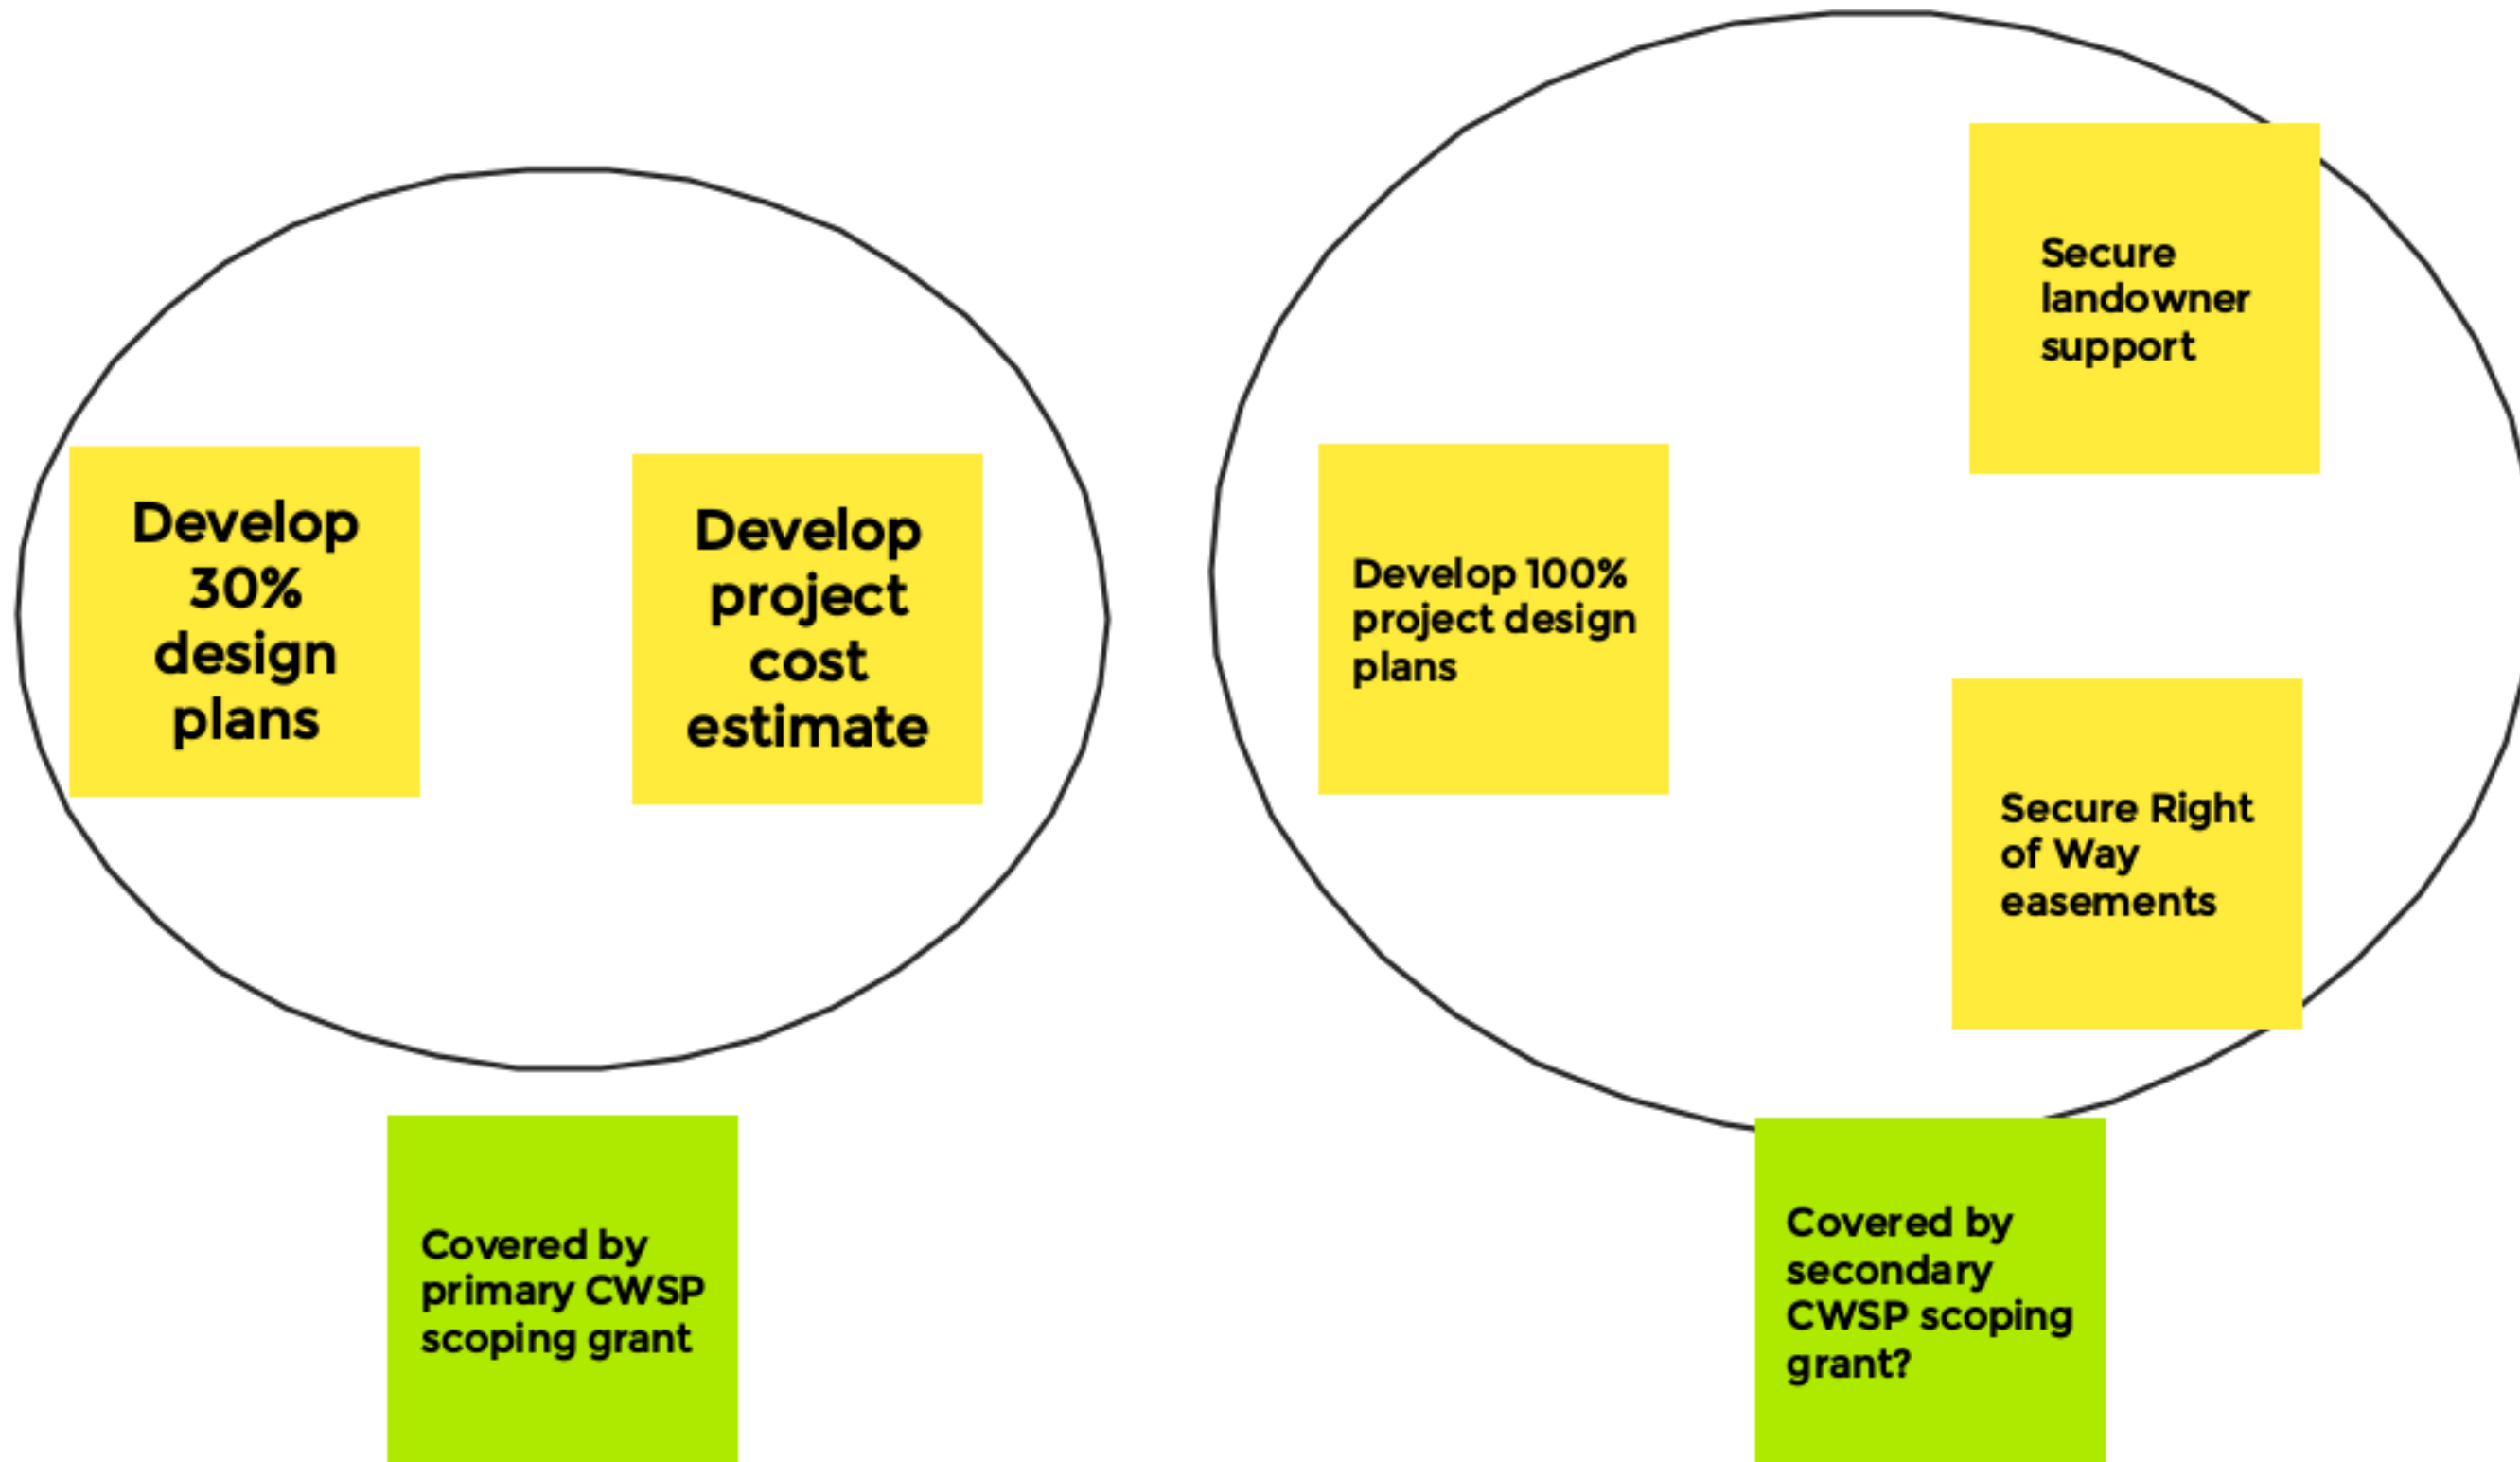 Develop
30%
design
plans
Develop
project
cost
estimate
Secure
landowner
support
Develop 100%
project design
plans
Secure Right
of Way
easements
Covered by
primary CWSP
scoping grant
Covered by
secondary
CWSP scoping
grant?